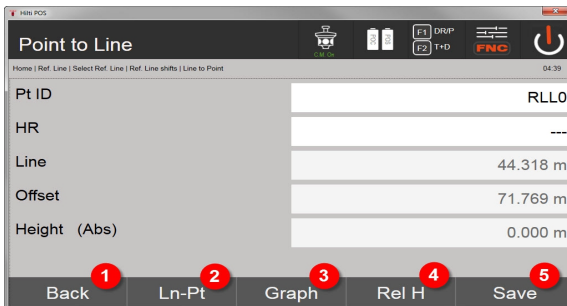 Hilti POS
Point to Line
C.M. On
POC
POS
F1 DR/P
F2 T+D
FNC
Home | Ref. Line | Select Ref. Line | Ref. Line shifts | Line to Point
04:39
Pt ID
RLL0
HR
---
Line
44.318 m
Offset
71.769 m
Height (Abs)
0.000 m
1
2
3
4
5
Back
Ln-Pt
Graph
Rel H
Save